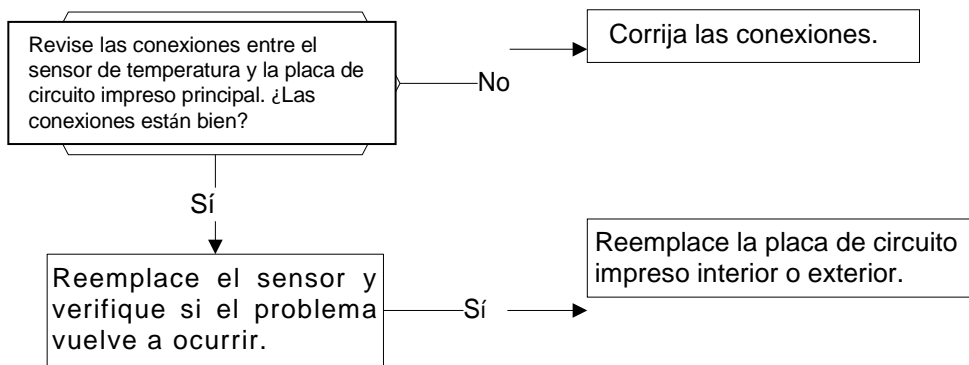 Revise las conexiones entre el
sensor de temperatura y la placa de
circuito impreso principal. ¿Las
conexiones están bien?
No
Corrija las conexiones.
Sí
Reemplace el sensor y
verifique si el problema
vuelve a ocurrir.
Sí
Reemplace la placa de circuito
impreso interior o exterior.